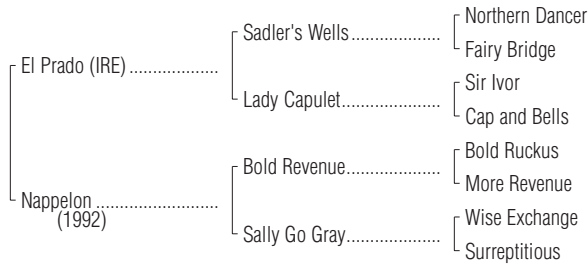 Northern Dancer
Sadler's Wells....................
Fairy Bridge
El Prado (IRE) ....................
Sir Ivor
Lady Capulet......................
Cap and Bells
Bold Ruckus
Bold Revenue.....................
More Revenue
Nappelon ...........................
(1992)
Wise Exchange
Sally Go Gray.....................
Surreptitious